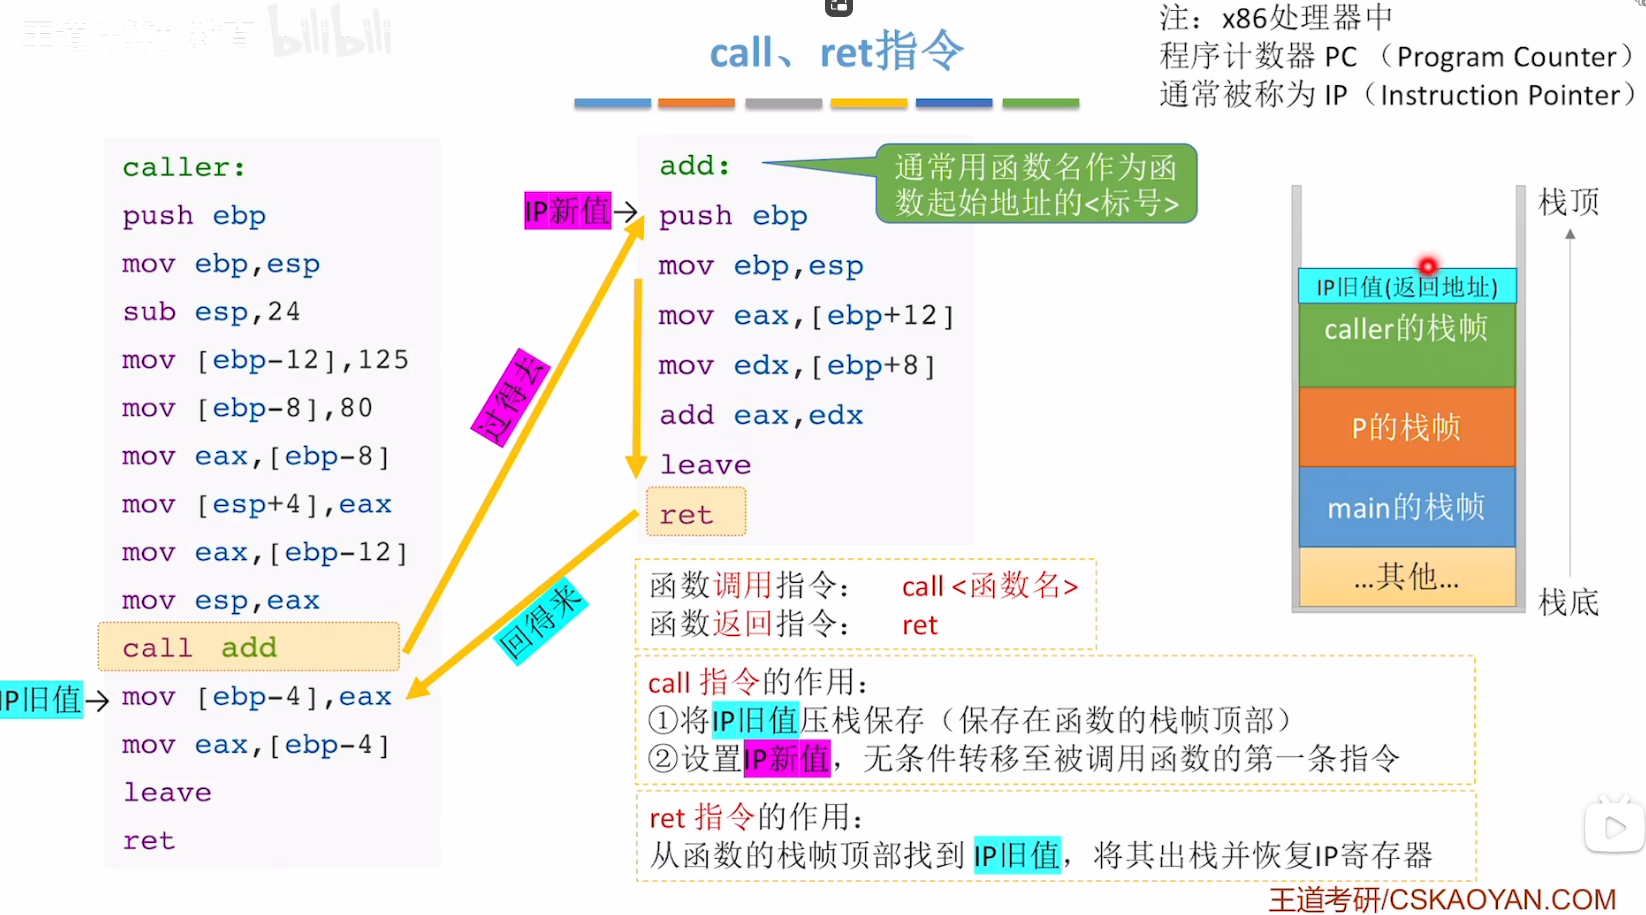 bilibili
call、ret指令
注：x86处理器中
程序计数器 PC （Program Counter）
通常被称为 IP（Instruction Pointer）
caller:
push ebp
mov ebp,esp
sub esp,24
mov [ebp-12],125
mov [ebp-8],80
mov eax,[ebp-8]
mov [esp+4],eax
mov eax,[ebp-12]
mov esp,eax
call add
IP旧值→
mov [ebp-4],eax
mov eax,[ebp-4]
leave
ret
过得去
回得来
IP新值→
add:
push ebp
mov ebp,esp
mov eax,[ebp+12]
mov edx,[ebp+8]
add eax,edx
leave
ret
通常用函数名作为函
数起始地址的<标号>
函数调用指令： call <函数名>
函数返回指令： ret
call 指令的作用：
①将IP旧值压栈保存（保存在函数的栈帧顶部）
②设置IP新值，无条件转移至被调用函数的第一条指令
ret 指令的作用：
从函数的栈帧顶部找到 IP旧值，将其出栈并恢复IP寄存器
栈顶
IP旧值(返回地址)
caller的栈帧
P的栈帧
main的栈帧
...其他...
栈底
王道考研/CSKAOYAN.COM